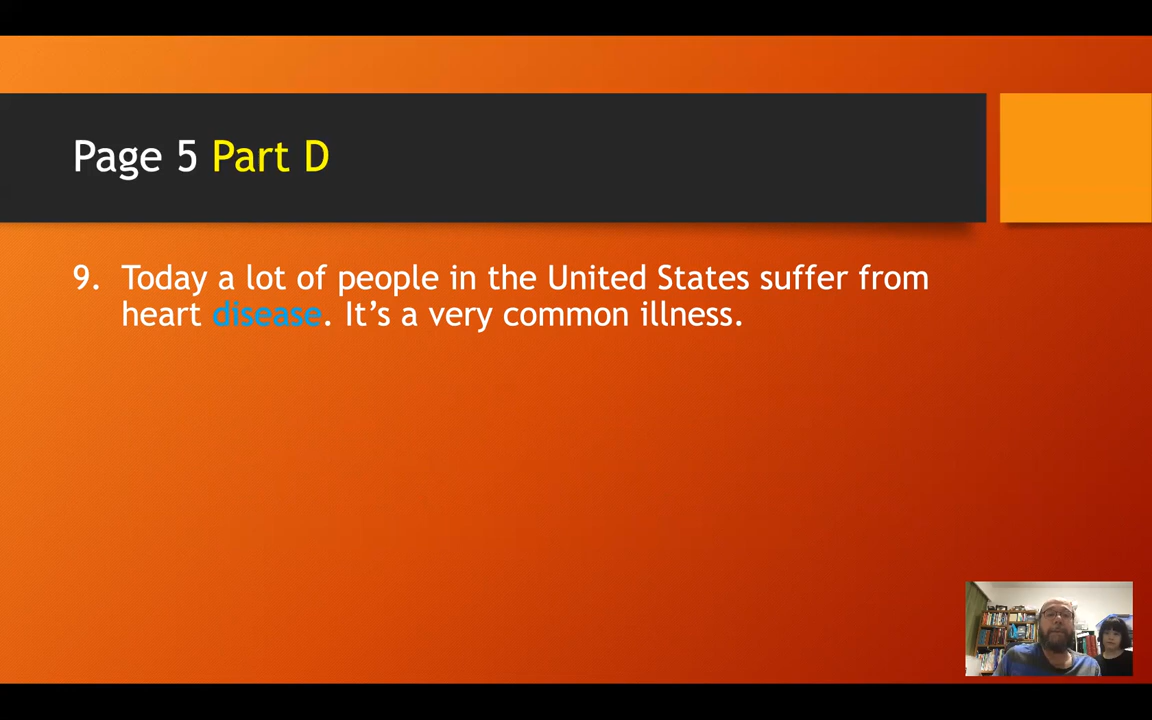 Page 5 Part D
9. Today a lot of people in the United States suffer from
heart disease. It’s a very common illness.